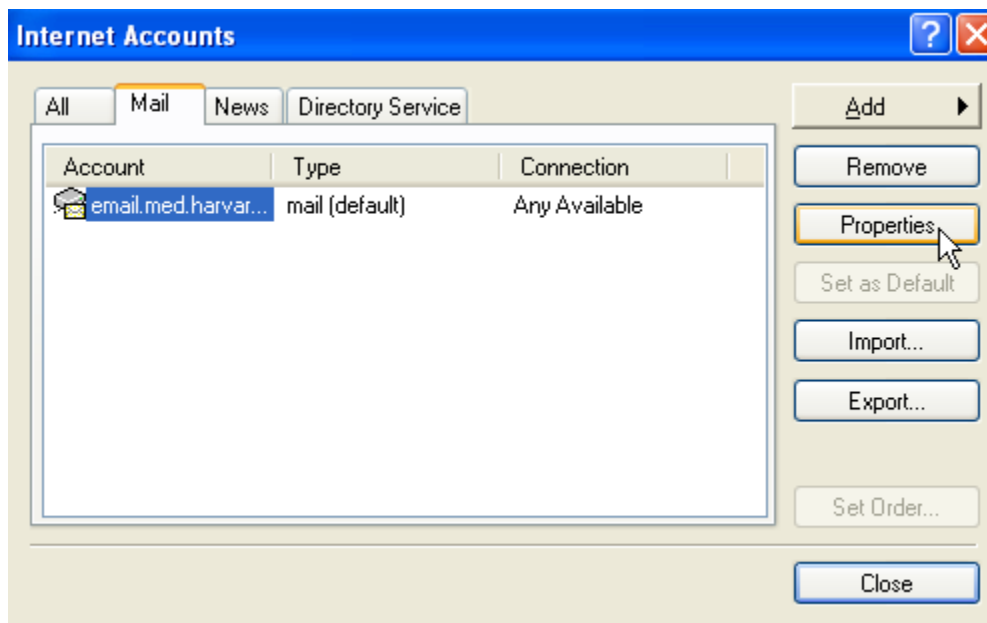 Internet Accounts
All Mail News Directory Service
Account Type Connection
email.med.harvar... mail (default) Any Available
Add
Remove
Properties
Set as Default
Import...
Export...
Set Order...
Close